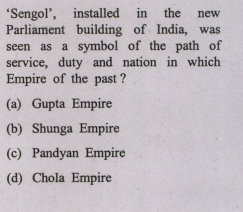 ‘Sengol’, installed in the new
Parliament building of India, was
seen as a symbol of the path of
service, duty and nation in which
Empire of the past ?
(a) Gupta Empire
(b) Shunga Empire
(c) Pandyan Empire
(d) Chola Empire